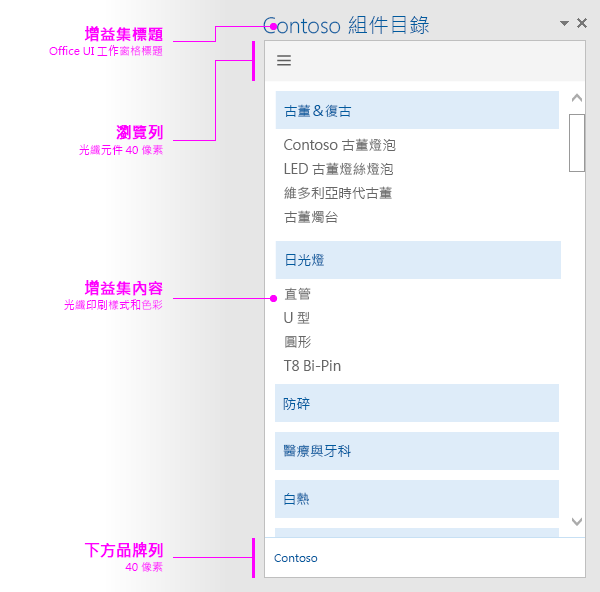 增益集標題
Office UI 工作窗格標題
Contoso 組件目錄
瀏覽列
光纖元件 40 像素
古董＆復古
Contoso 古董燈泡
LED 古董燈絲燈泡
維多利亞時代古董
古董燭台
日光燈
增益集內容
光纖印刷樣式和色彩
直管
U 型
圓形
T8 Bi-Pin
防碎
醫療與牙科
白熱
下方品牌列
40 像素
Contoso